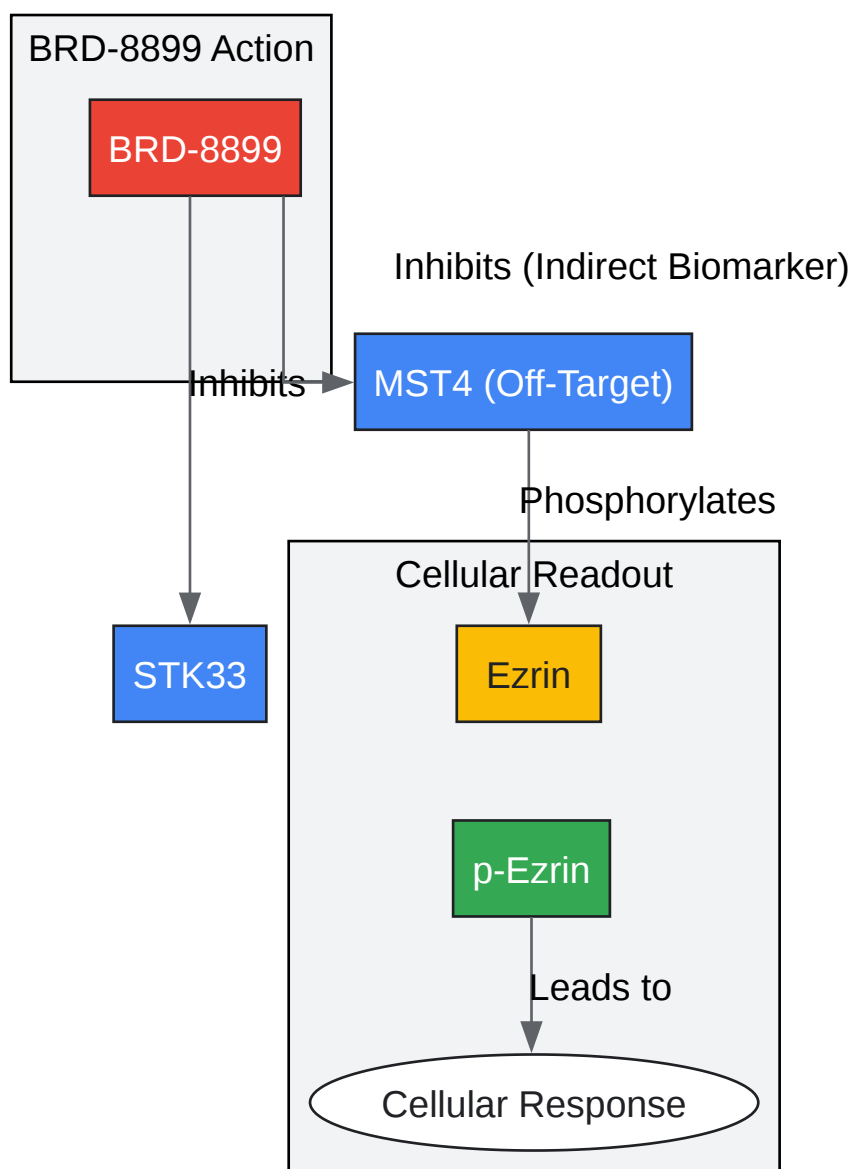 BRD-8899 Action
BRD-8899
Inhibits (Indirect Biomarker)
Inhibits
MST4 (Off-Target)
Phosphorylates
Cellular Readout
STK33
Ezrin
p-Ezrin
Leads to
Cellular Response